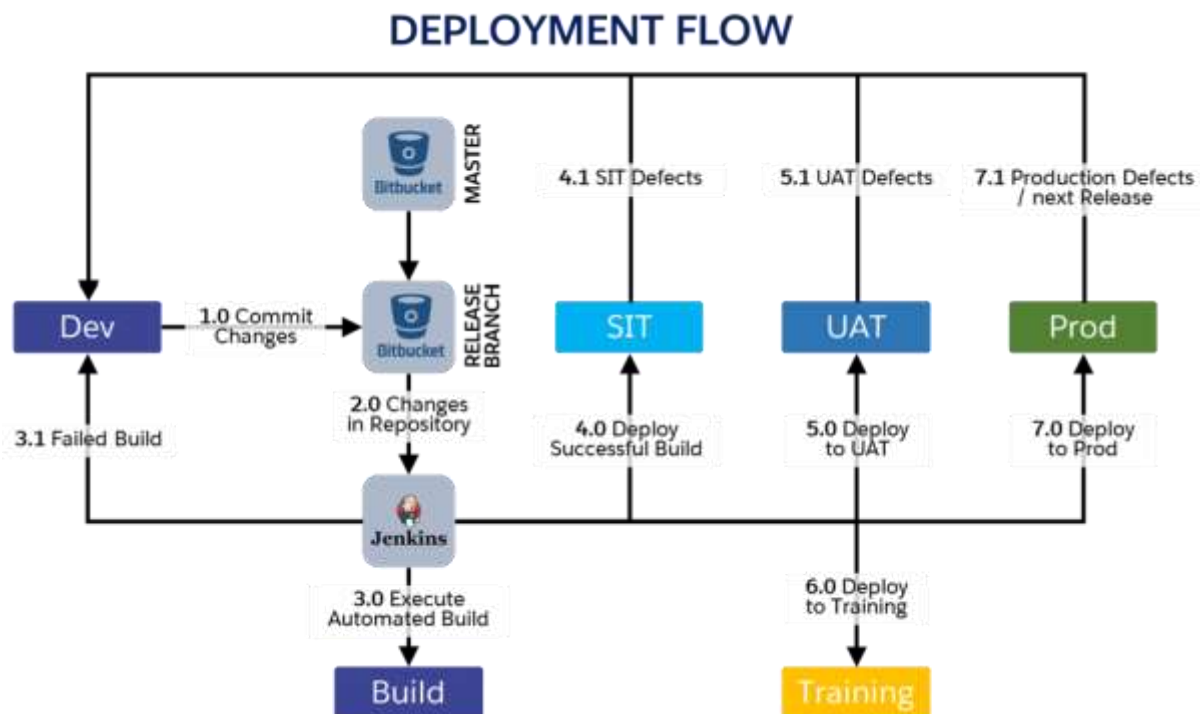 DEPLOYMENT FLOW
Bitbucket
MASTER
4.1 SIT Defects
5.1 UAT Defects
7.1 Production Defects
/ next Release
Dev
1.0 Commit
Changes
Bitbucket
RELEASE
BRANCH
SIT
UAT
Prod
3.1 Failed Build
2.0 Changes
in Repository
4.0 Deploy
Successful Build
5.0 Deploy
to UAT
7.0 Deploy
to Prod
Jenkins
3.0 Execute
Automated Build
6.0 Deploy
to Training
Build
Training